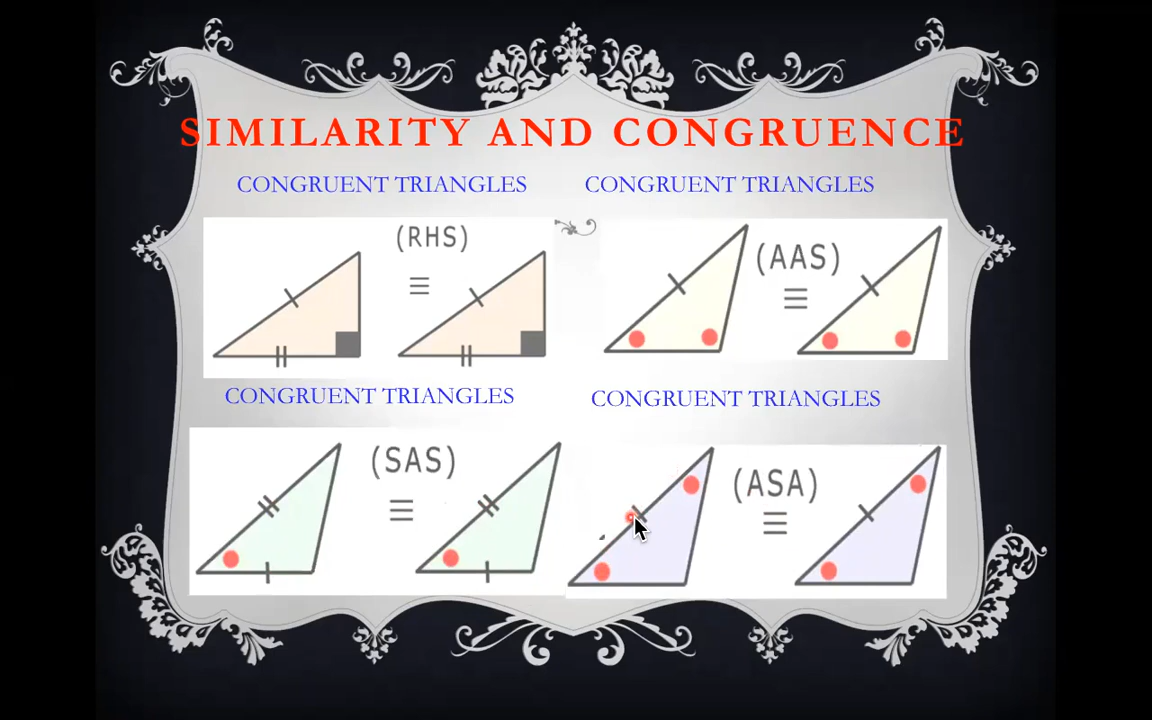 SIMILARITY AND CONGRUENCE
CONGRUENT TRIANGLES
CONGRUENT TRIANGLES
(RHS)
≡
(AAS)
≡
CONGRUENT TRIANGLES
CONGRUENT TRIANGLES
(SAS)
≡
(ASA)
≡